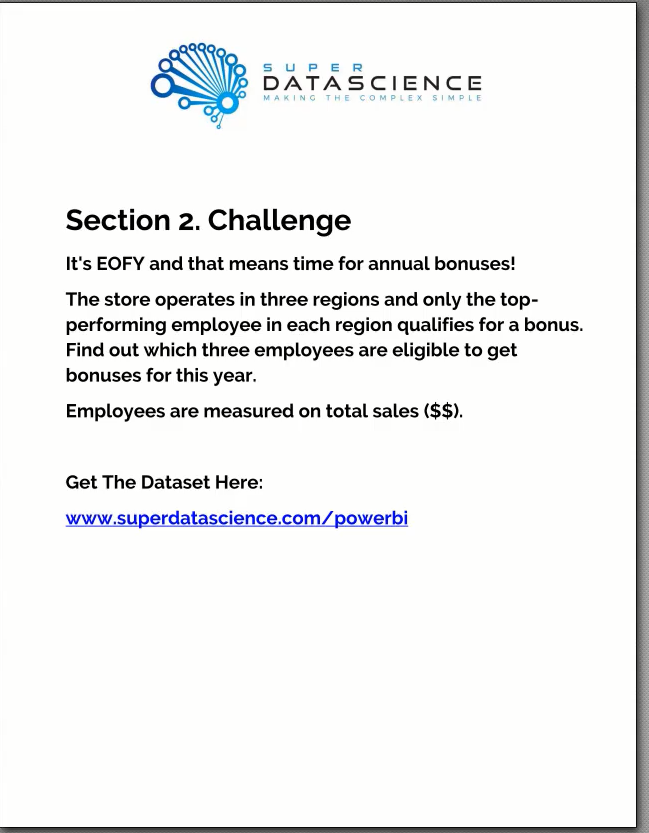 SUPER
DATASCIENCE
MAKING THE COMPLEX SIMPLE
Section 2. Challenge
It's EOFY and that means time for annual bonuses!
The store operates in three regions and only the top-
performing employee in each region qualifies for a bonus.
Find out which three employees are eligible to get
bonuses for this year.
Employees are measured on total sales ($$).
Get The Dataset Here:
www.superdatascience.com/powerbi